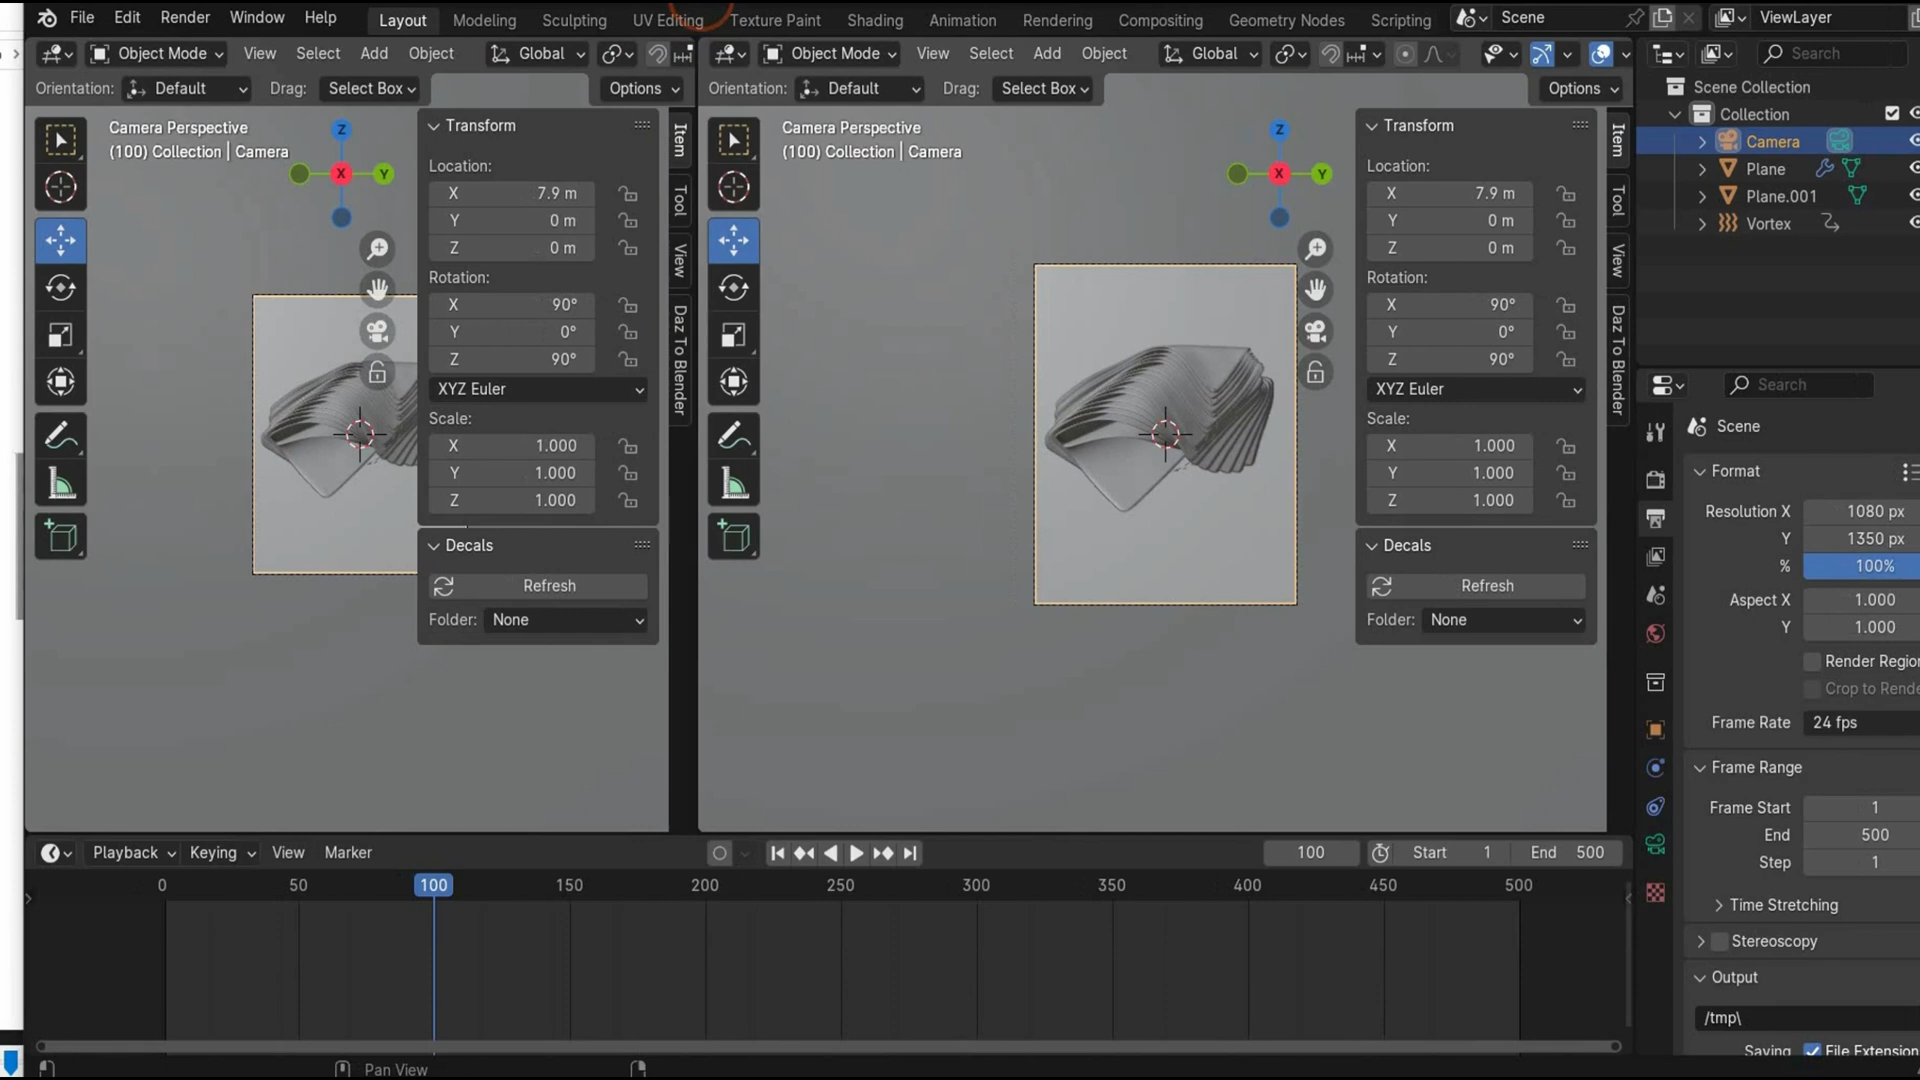 File Edit Render Window Help Layout Modeling Sculpting UV Editing Texture Paint Shading Animation Rendering Compositing Geometry Nodes Scripting Scene ViewLayer
Object Mode View Select Add Object Global
Orientation: Default Drag: Select Box Options
Camera Perspective
(100) Collection | Camera
Z
X
Y
Transform
Location:
X 7.9 m
Y 0 m
Z 0 m
Rotation:
X 90°
Y 0°
Z 90°
XYZ Euler
Scale:
X 1.000
Y 1.000
Z 1.000
Decals
Refresh
Folder: None
Item
Tool
View
Daz To Blender
Object Mode View Select Add Object Global
Orientation: Default Drag: Select Box Options
Camera Perspective
(100) Collection | Camera
Z
X
Y
Transform
Location:
X 7.9 m
Y 0 m
Z 0 m
Rotation:
X 90°
Y 0°
Z 90°
XYZ Euler
Scale:
X 1.000
Y 1.000
Z 1.000
Decals
Refresh
Folder: None
Item
Tool
View
Daz To Blender
Search
Scene Collection
Collection
Camera
Plane
Plane.001
Vortex
Search
Scene
Format
Resolution X 1080 px
Y 1350 px
% 100%
Aspect X 1.000
Y 1.000
Render Region
Crop to Rende
Frame Rate 24 fps
Frame Range
Frame Start 1
End 500
Step 1
Time Stretching
Stereoscopy
Output
/tmp\
Saving File Extension
Playback Keying View Marker 100 Start 1 End 500
0 50 100 150 200 250 300 350 400 450 500
Pan View